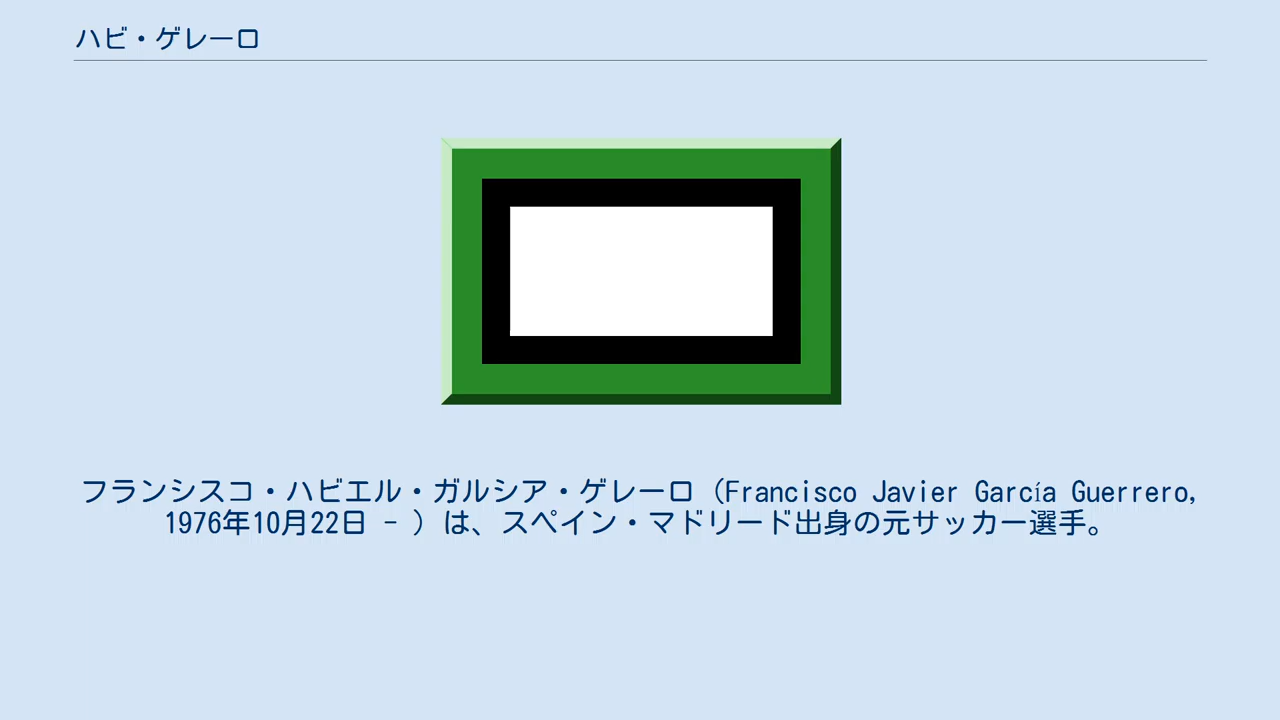 ハビ・ゲレーロ
フランシスコ・ハビエル・ガルシア・ゲレーロ（Francisco Javier García Guerrero,
1976年10月22日 - ）は、スペイン・マドリード出身の元サッカー選手。